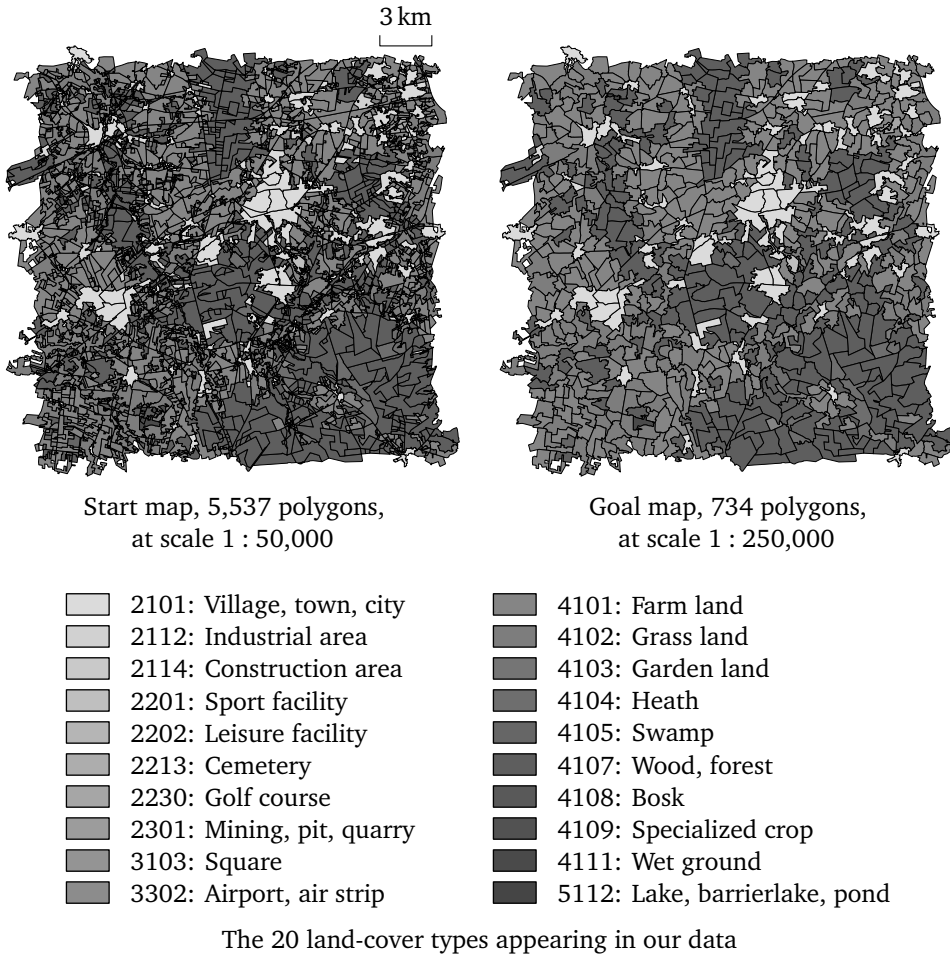 3 km
Start map, 5,537 polygons,
at scale 1 : 50,000
Goal map, 734 polygons,
at scale 1 : 250,000
2101: Village, town, city
2112: Industrial area
2114: Construction area
2201: Sport facility
2202: Leisure facility
2213: Cemetery
2230: Golf course
2301: Mining, pit, quarry
3103: Square
3302: Airport, air strip
4101: Farm land
4102: Grass land
4103: Garden land
4104: Heath
4105: Swamp
4107: Wood, forest
4108: Bosk
4109: Specialized crop
4111: Wet ground
5112: Lake, barrierlake, pond
The 20 land-cover types appearing in our data